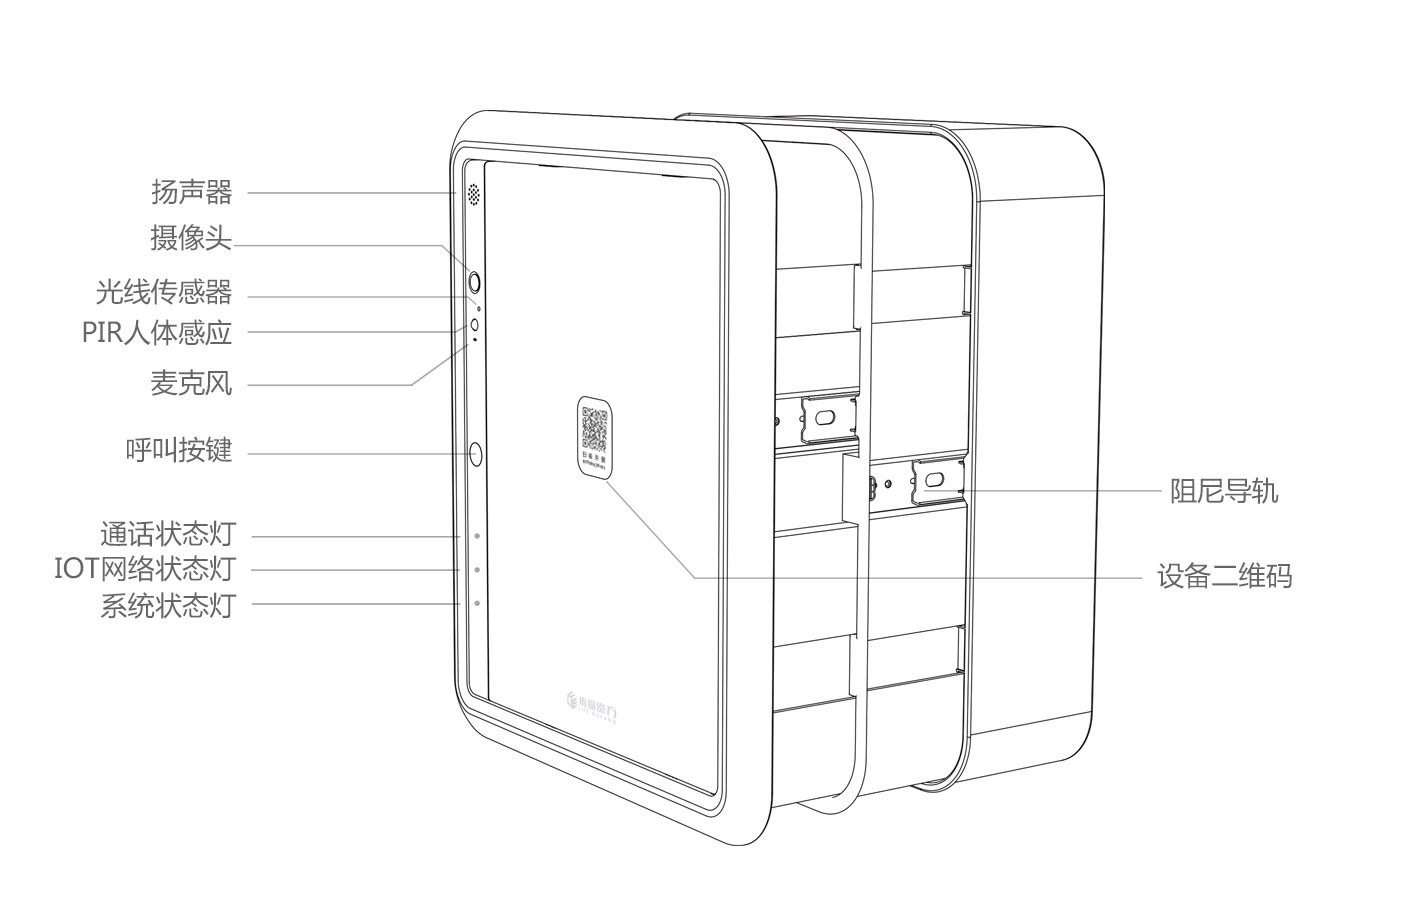 扬声器
摄像头
光线传感器
PIR人体感应
麦克风
呼叫按键
通话状态灯
IOT网络状态灯
系统状态灯
阻尼导轨
设备二维码